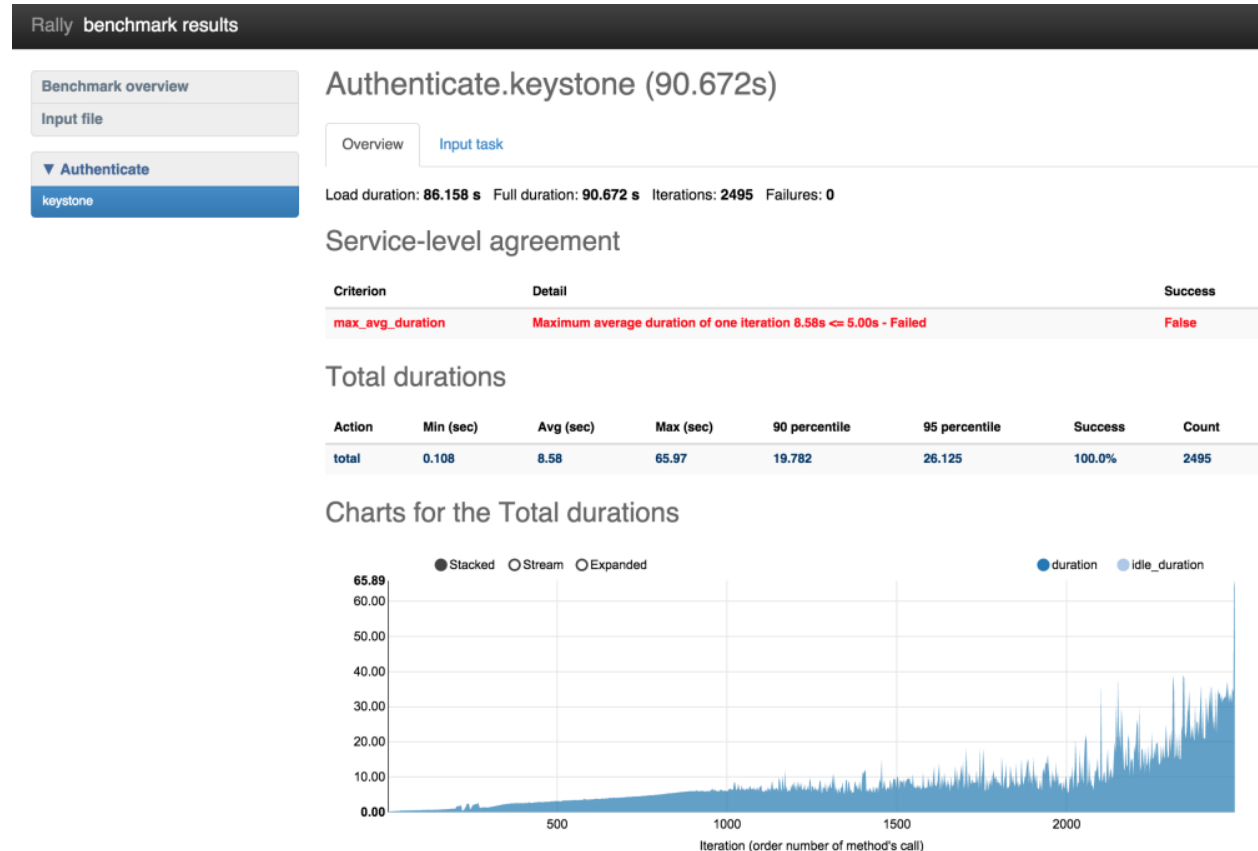 Rally benchmark results
Benchmark overview
Input file
▼ Authenticate
keystone
Authenticate.keystone (90.672s)
Overview Input task
Load duration: 86.158 s Full duration: 90.672 s Iterations: 2495 Failures: 0
Service-level agreement
Criterion Detail Success
max_avg_duration Maximum average duration of one iteration 8.58s <= 5.00s - Failed False
Total durations
Action Min (sec) Avg (sec) Max (sec) 90 percentile 95 percentile Success Count
total 0.108 8.58 65.97 19.782 26.125 100.0% 2495
Charts for the Total durations
Stacked Stream Expanded duration idle_duration
65.89
60.00
50.00
40.00
30.00
20.00
10.00
0.00
500 1000 1500 2000
Iteration (order number of method's call)